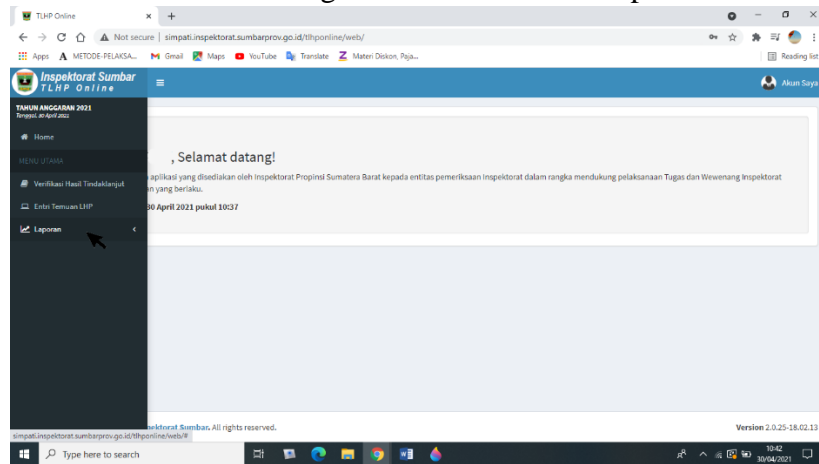 TLHP Online
Not secure | simpati.inspektorat.sumbarprov.go.id/tlhponline/web/
Apps METODE-PELAKSA... Gmail Maps YouTube Translate Materi Diskon, Paja... Reading list
Inspektorat Sumbar
TLHP Online
Akun Saya
TAHUN ANGGARAN 2021
Tanggal. 30 April 2021
Home
MENU UTAMA
Verifikasi Hasil Tindaklanjut
Entri Temuan LHP
Laporan
, Selamat datang!
aplikasi yang disediakan oleh Inspektorat Propinsi Sumatera Barat kepada entitas pemeriksaan Inspektorat dalam rangka mendukung pelaksanaan Tugas dan Wewenang Inspektorat
an yang berlaku.
30 April 2021 pukul 10:37
pektorat Sumbar. All rights reserved.
Version 2.0.25-18.02.13
simpati.inspektorat.sumbarprov.go.id/tlhponline/web/#
Type here to search
10:42
30/04/2021